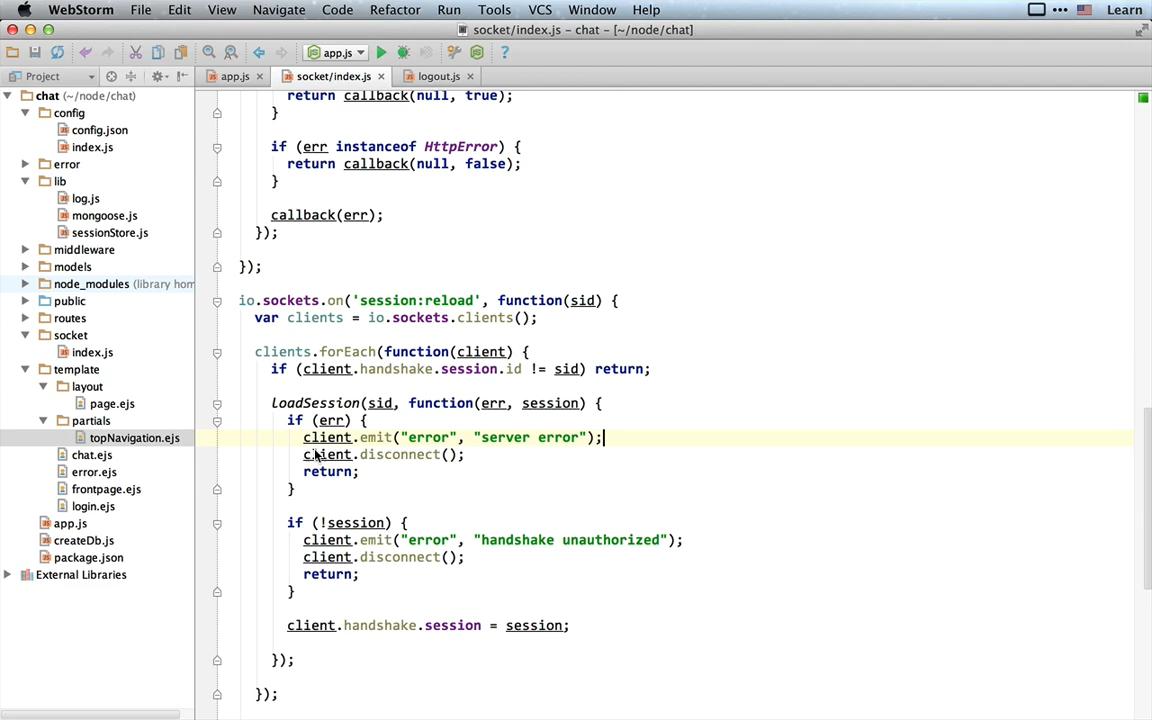 WebStorm File Edit View Navigate Code Refactor Run Tools VCS Window Help Learn
socket/index.js – chat – [~/node/chat]
app.js
Project app.js socket/index.js logout.js
chat (~/node/chat)
config
config.json
index.js
error
lib
log.js
mongoose.js
sessionStore.js
middleware
models
node_modules (library hom
public
routes
socket
index.js
template
layout
page.ejs
partials
topNavigation.ejs
chat.ejs
error.ejs
frontpage.ejs
login.ejs
app.js
createDb.js
package.json
External Libraries
return callback(null, true);
}
if (err instanceof HttpError) {
return callback(null, false);
}
callback(err);
});
});
io.sockets.on('session:reload', function(sid) {
var clients = io.sockets.clients();
clients.forEach(function(client) {
if (client.handshake.session.id != sid) return;
loadSession(sid, function(err, session) {
if (err) {
client.emit("error", "server error");
client.disconnect();
return;
}
if (!session) {
client.emit("error", "handshake unauthorized");
client.disconnect();
return;
}
client.handshake.session = session;
});
});